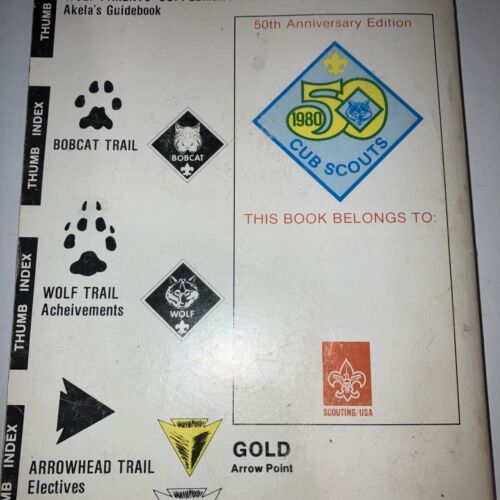 Akela's Guidebook
THUMB
BOBCAT TRAIL
BOBCAT
THUMB INDEX
WOLF TRAIL
Acheivements
WOLF
THUMB INDEX
ARROWHEAD TRAIL
Electives
GOLD
Arrow Point
INDEX
50th Anniversary Edition
1980
50
CUB SCOUTS
THIS BOOK BELONGS TO:
SCOUTING/USA